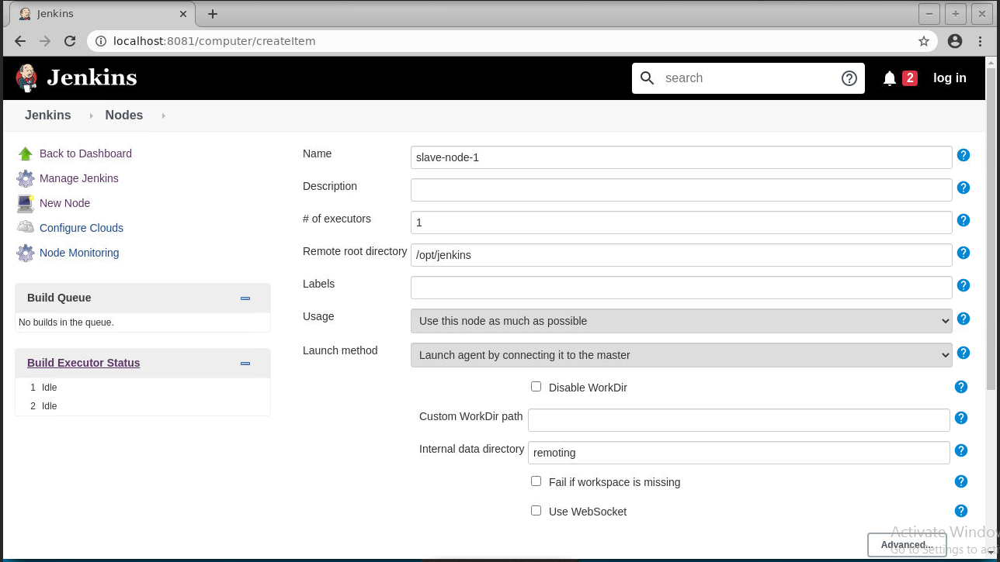 Jenkins
localhost:8081/computer/createItem
Jenkins
search
2
log in
Jenkins
Nodes
Back to Dashboard
Manage Jenkins
New Node
Configure Clouds
Node Monitoring
Build Queue
No builds in the queue.
Build Executor Status
1 Idle
2 Idle
Name
slave-node-1
Description
# of executors
1
Remote root directory
/opt/jenkins
Labels
Usage
Use this node as much as possible
Launch method
Launch agent by connecting it to the master
Disable WorkDir
Custom WorkDir path
Internal data directory
remoting
Fail if workspace is missing
Use WebSocket
Advanced...
Activate Windo
Go to Settings to act